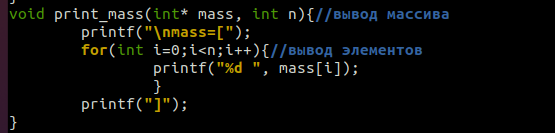 }
void print_mass(int* mass, int n){//вывод массива
        printf("\nmass=[");
        for(int i=0;i<n;i++){//вывод элементов
                printf("%d ", mass[i]);
                }
        printf("]");
}